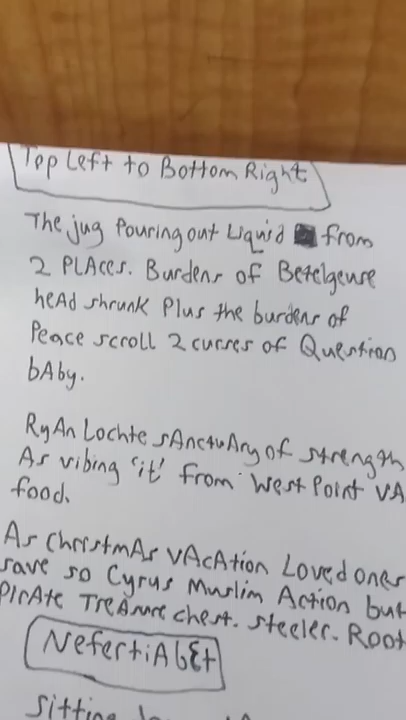 Top Left to Bottom Right
The jug Pouring out Liquid from
2 PLAces. Burdens of Betelgeuse
head shrunk Plus the burdens of
Peace scroll 2 curses of Question
bAby.
RyAn Lochte sAnctuAry of strength
As vibing 'it' from West Point VA
food.
As ChristmAs vAcAtion Loved ones
save so Cyrus Muslim Action but
PirAte TreAsure chest. steeler. Root
NefertiAbEt
sitting